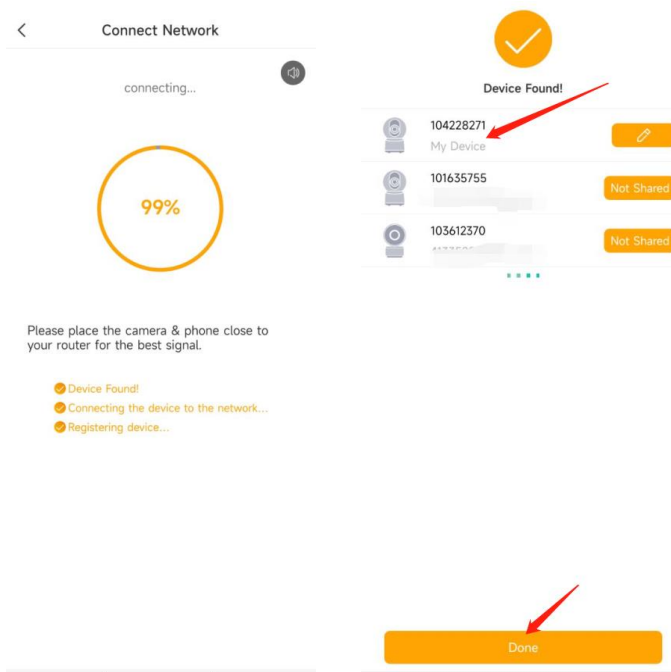 Connect Network
connecting...
99%
Please place the camera & phone close to
your router for the best signal.
Device Found!
Connecting the device to the network...
Registering device...
Device Found!
104228271
My Device
101635755
Not Shared
103612370
Not Shared
Done